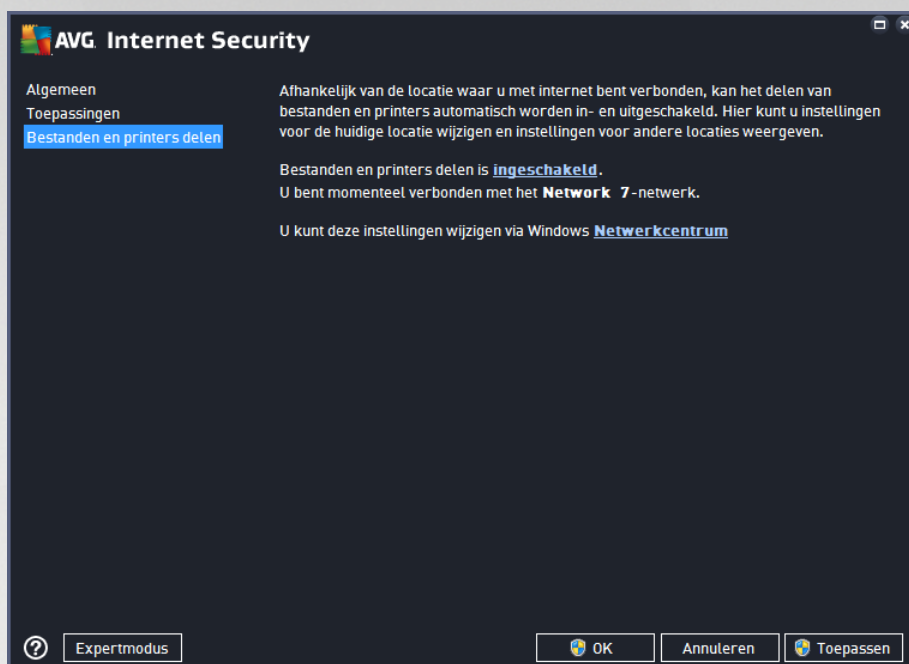 AVG Internet Security
Algemeen
Toepassingen
Bestanden en printers delen
Afhankelijk van de locatie waar u met internet bent verbonden, kan het delen van
bestanden en printers automatisch worden in- en uitgeschakeld. Hier kunt u instellingen
voor de huidige locatie wijzigen en instellingen voor andere locaties weergeven.
Bestanden en printers delen is ingeschakeld.
U bent momenteel verbonden met het Network 7-netwerk.
U kunt deze instellingen wijzigen via Windows Netwerkcentrum
? Expertmodus OK Annuleren Toepassen